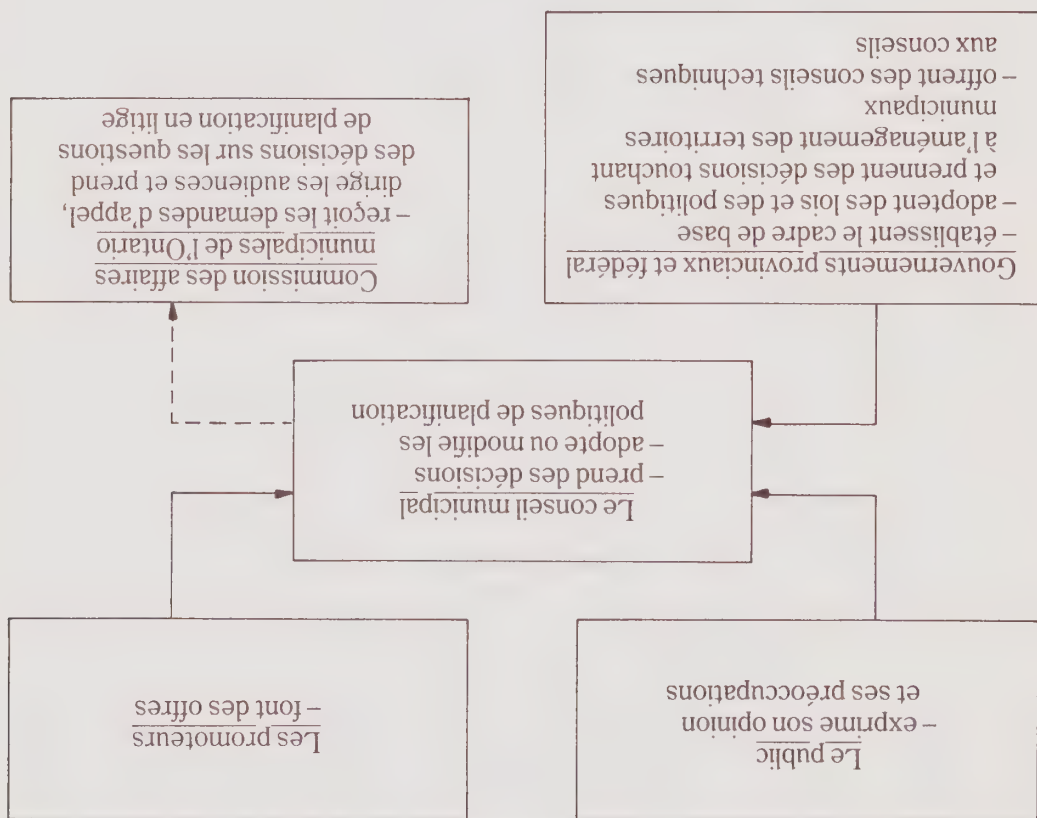 Le public
– exprime son opinion
et ses préoccupations
Les promoteurs
– font des offres
Le conseil municipal
– prend des décisions
– adopte ou modifie les
politiques de planification
Gouvernements provinciaux et fédéral
– établissent le cadre de base
– adoptent des lois et des politiques
et prennent des décisions touchant
à l'aménagement des territoires
municipaux
– offrent des conseils techniques
aux conseils
Commission des affaires
municipales de l'Ontario
– reçoit les demandes d'appel,
dirige les audiences et prend
des décisions sur les questions
de planification en litige